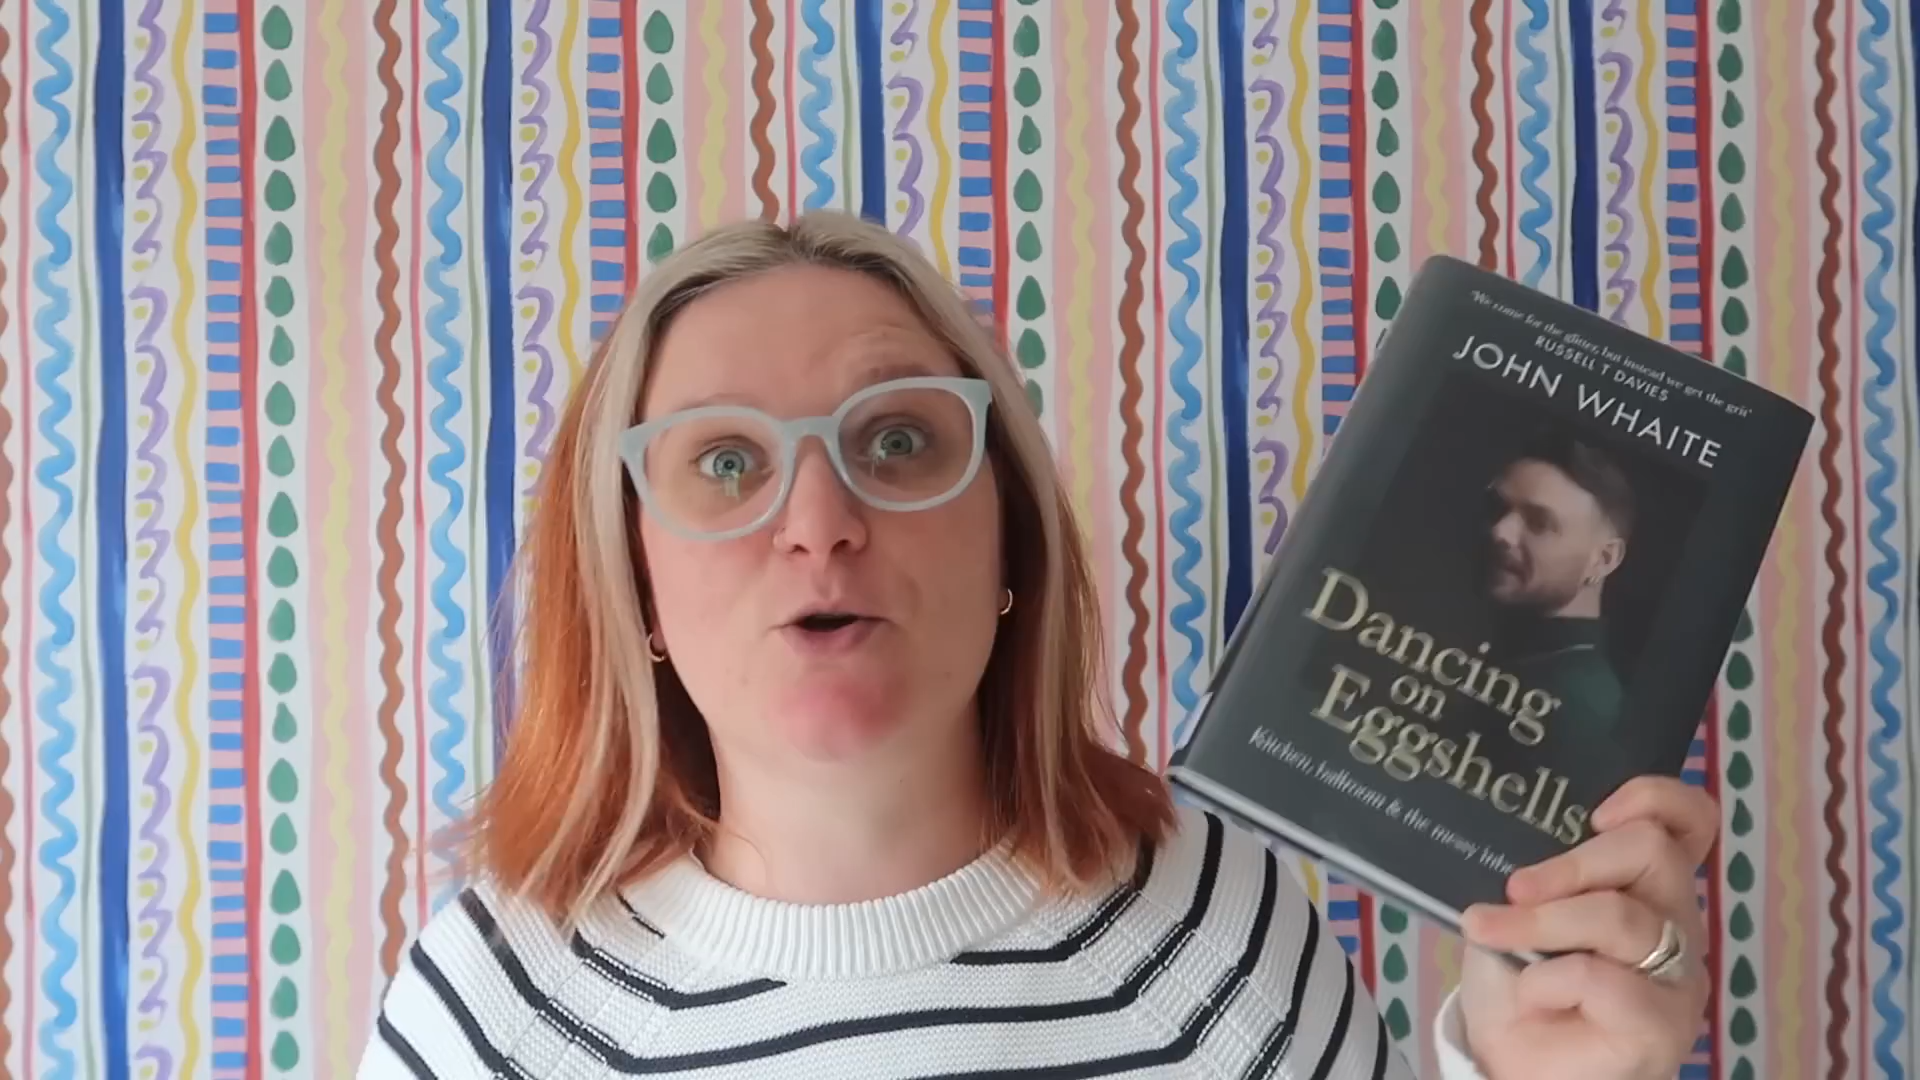 'We come for the glitter, but instead we get the grit'
RUSSELL T DAVIES
JOHN WHAITE
Dancing
on
Eggshells
Kitchen, ballroom & the messy